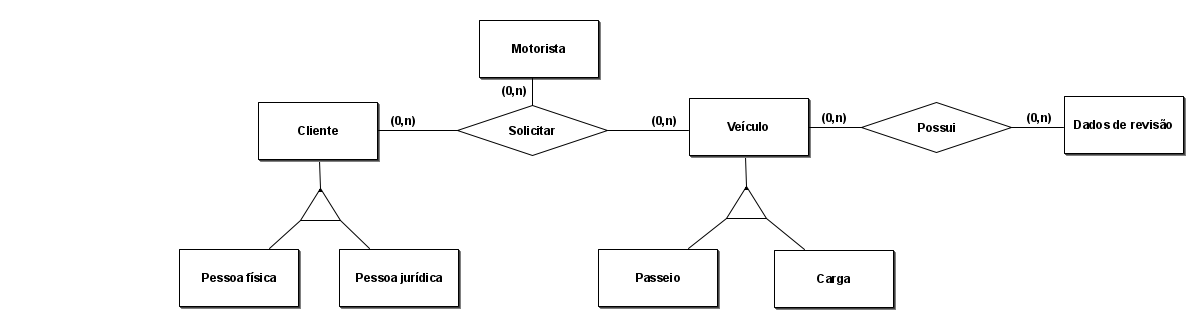 Motorista
(0,n)
Cliente
(0,n)
Solicitar
(0,n)
Veículo
(0,n)
Possui
(0,n)
Dados de revisão
Pessoa física
Pessoa jurídica
Passeio
Carga